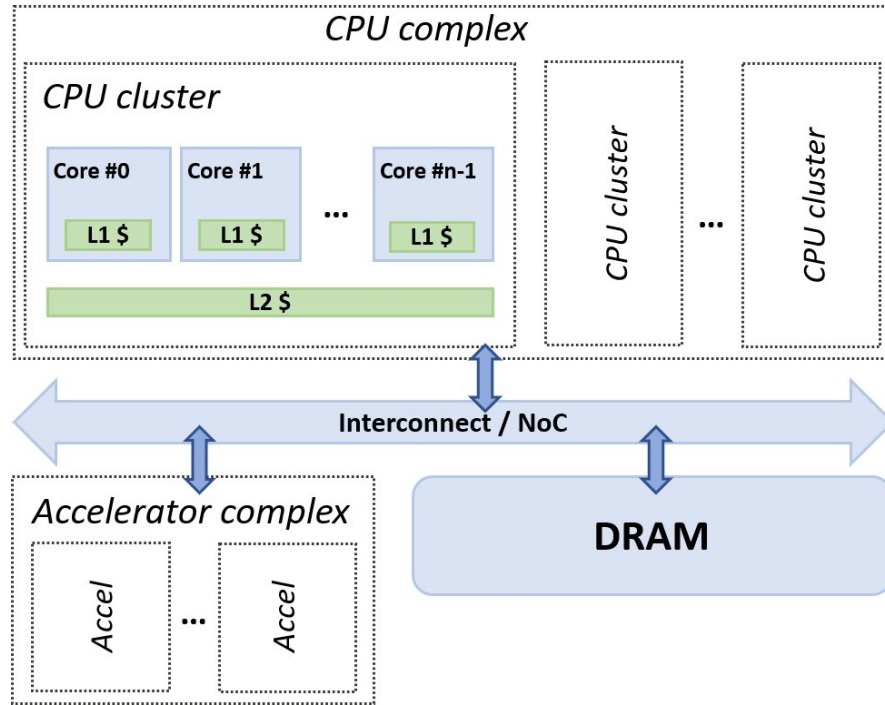 CPU complex
CPU cluster
Core #0
Core #1
...
Core #n-1
L1 $
L1 $
L1 $
L2 $
CPU cluster
...
CPU cluster
Interconnect / NoC
Accelerator complex
Accel
...
Accel
DRAM